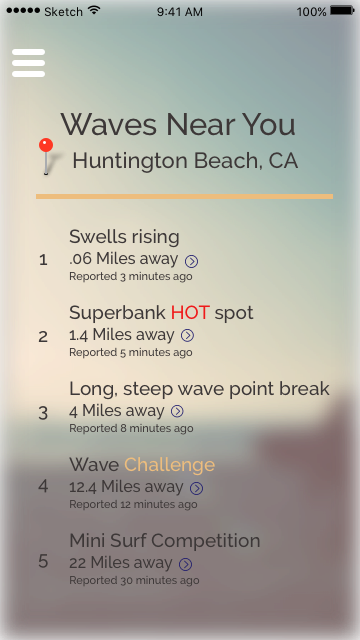 Sketch 9:41 AM 100%
Waves Near You
Huntington Beach, CA
1 Swells rising
.06 Miles away
Reported 3 minutes ago
2 Superbank HOT spot
1.4 Miles away
Reported 5 minutes ago
3 Long, steep wave point break
4 Miles away
Reported 8 minutes ago
4 Wave Challenge
12.4 Miles away
Reported 12 minutes ago
5 Mini Surf Competition
22 Miles away
Reported 30 minutes ago